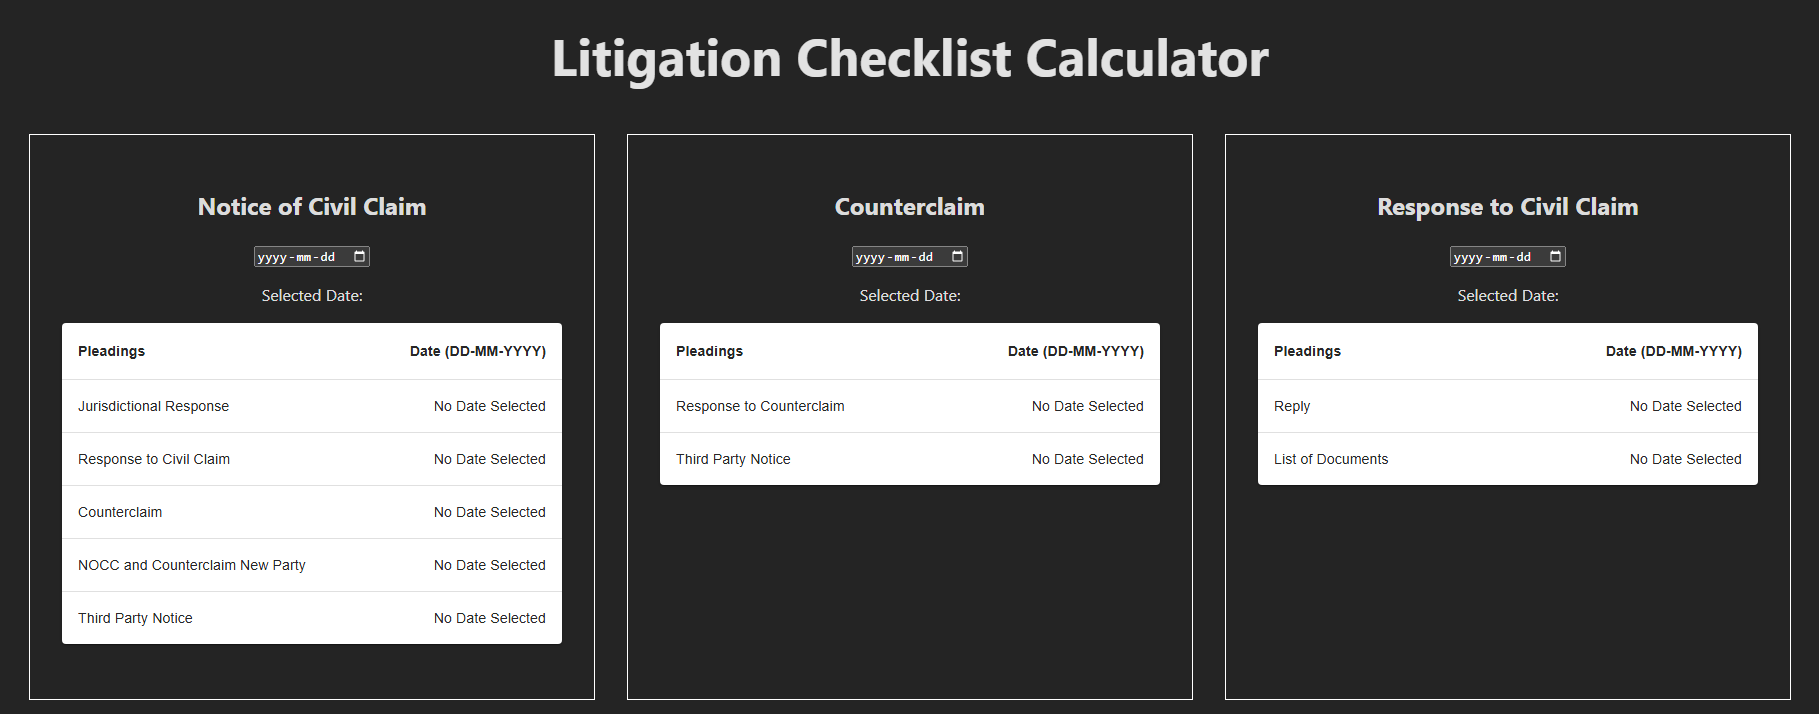 Litigation Checklist Calculator
Notice of Civil Claim
yyyy-mm-dd
Selected Date:
Pleadings Date (DD-MM-YYYY)
Jurisdictional Response No Date Selected
Response to Civil Claim No Date Selected
Counterclaim No Date Selected
NOCC and Counterclaim New Party No Date Selected
Third Party Notice No Date Selected
Counterclaim
yyyy-mm-dd
Selected Date:
Pleadings Date (DD-MM-YYYY)
Response to Counterclaim No Date Selected
Third Party Notice No Date Selected
Response to Civil Claim
yyyy-mm-dd
Selected Date:
Pleadings Date (DD-MM-YYYY)
Reply No Date Selected
List of Documents No Date Selected